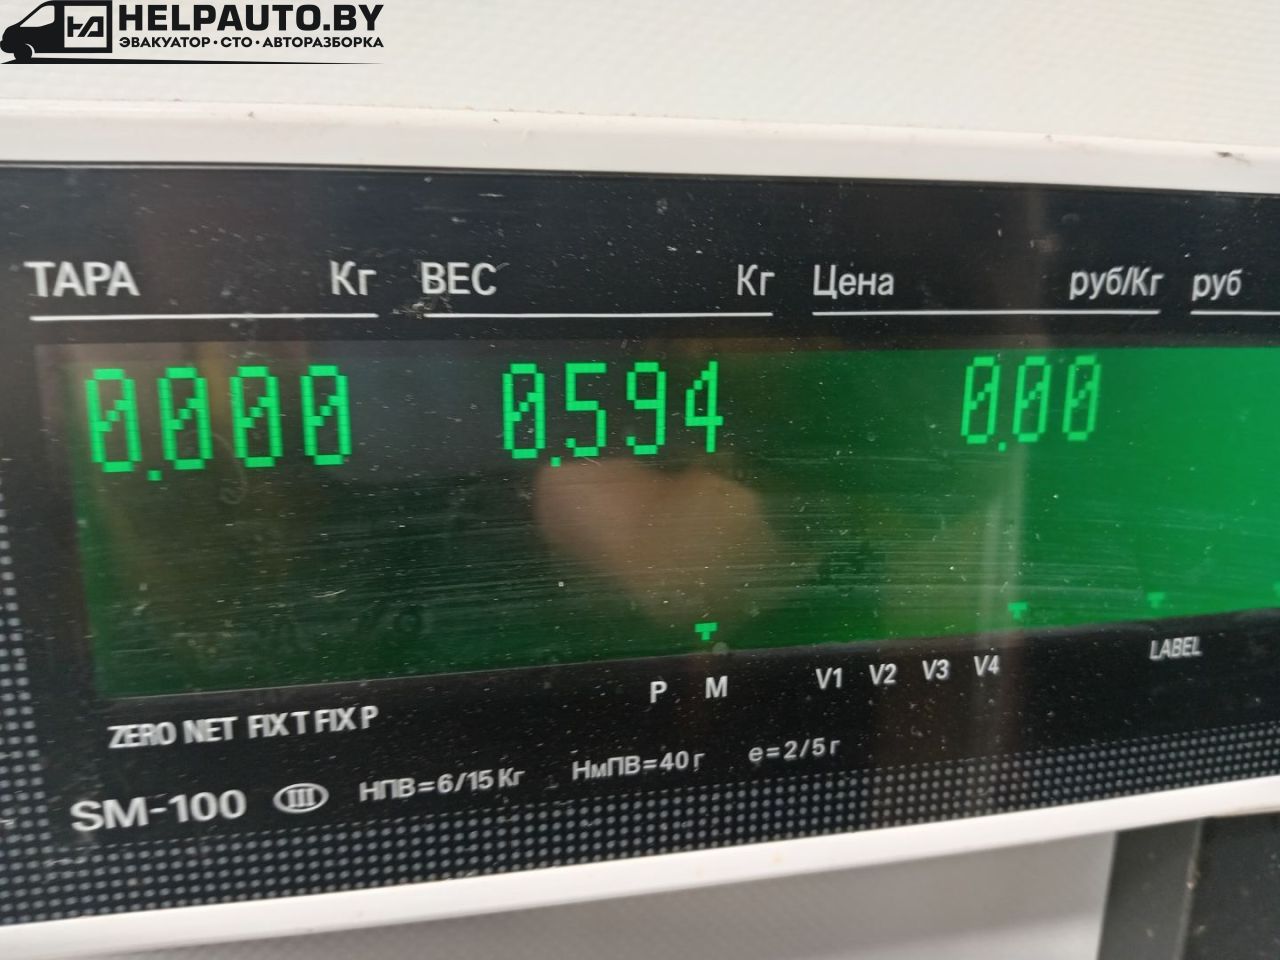 HELPAUTO.BY
ЭВАКУАТОР·СТО·АВТОРАЗБОРКА
ТАРА Кг ВЕС Кг Цена руб/Кг руб
0.000 0.594 0.00
P M V1 V2 V3 V4 LABEL
ZERO NET FIX T FIX P
SM-100 III НПВ=6/15 Кг НмПВ=40 г e=2/5 г